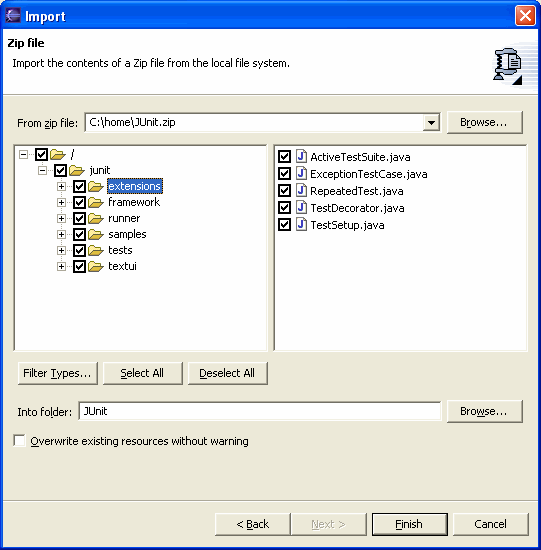 Import
Zip file
Import the contents of a Zip file from the local file system.
From zip file: C:\home\JUnit.zip Browse...
/
junit
extensions
framework
runner
samples
tests
textui
ActiveTestSuite.java
ExceptionTestCase.java
RepeatedTest.java
TestDecorator.java
TestSetup.java
Filter Types... Select All Deselect All
Into folder: JUnit Browse...
Overwrite existing resources without warning
< Back Next > Finish Cancel